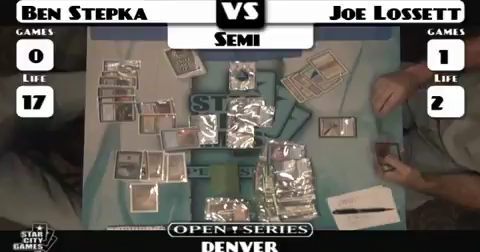 BEN STEPKA
VS
JOE LOSSETT
SEMI
GAMES
0
LIFE
17
GAMES
1
LIFE
2
STAR
CITY
GAMES
OPEN SERIES
DENVER